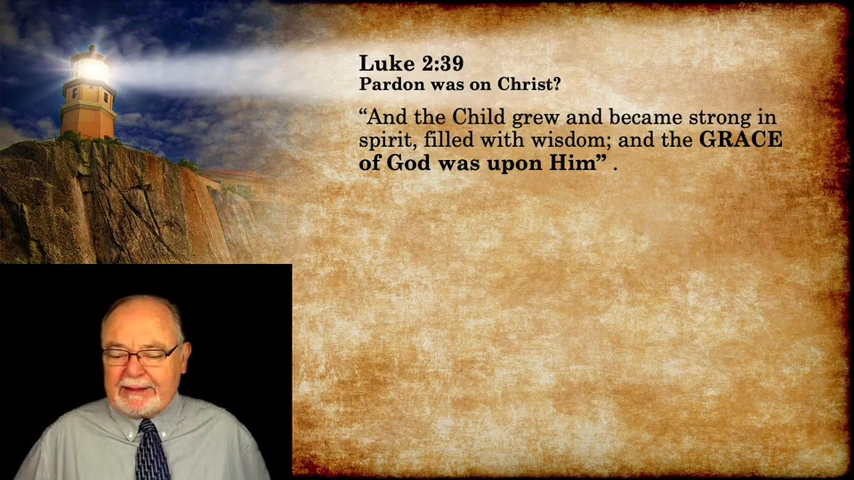 Luke 2:39
Pardon was on Christ?
“And the Child grew and became strong in
spirit, filled with wisdom; and the GRACE
of God was upon Him” .